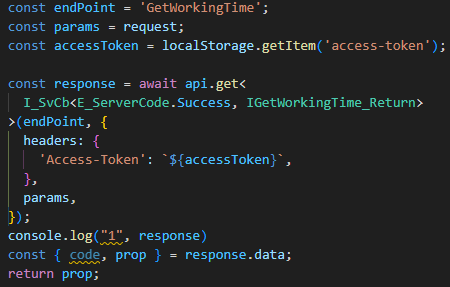 const endPoint = 'GetWorkingTime';
const params = request;
const accessToken = localStorage.getItem('access-token');

const response = await api.get<
  I_SvCb<E_ServerCode.Success, IGetWorkingTime_Return>
>(endPoint, {
  headers: {
    'Access-Token': `${accessToken}`,
  },
  params,
});
console.log("1", response)
const { code, prop } = response.data;
return prop;